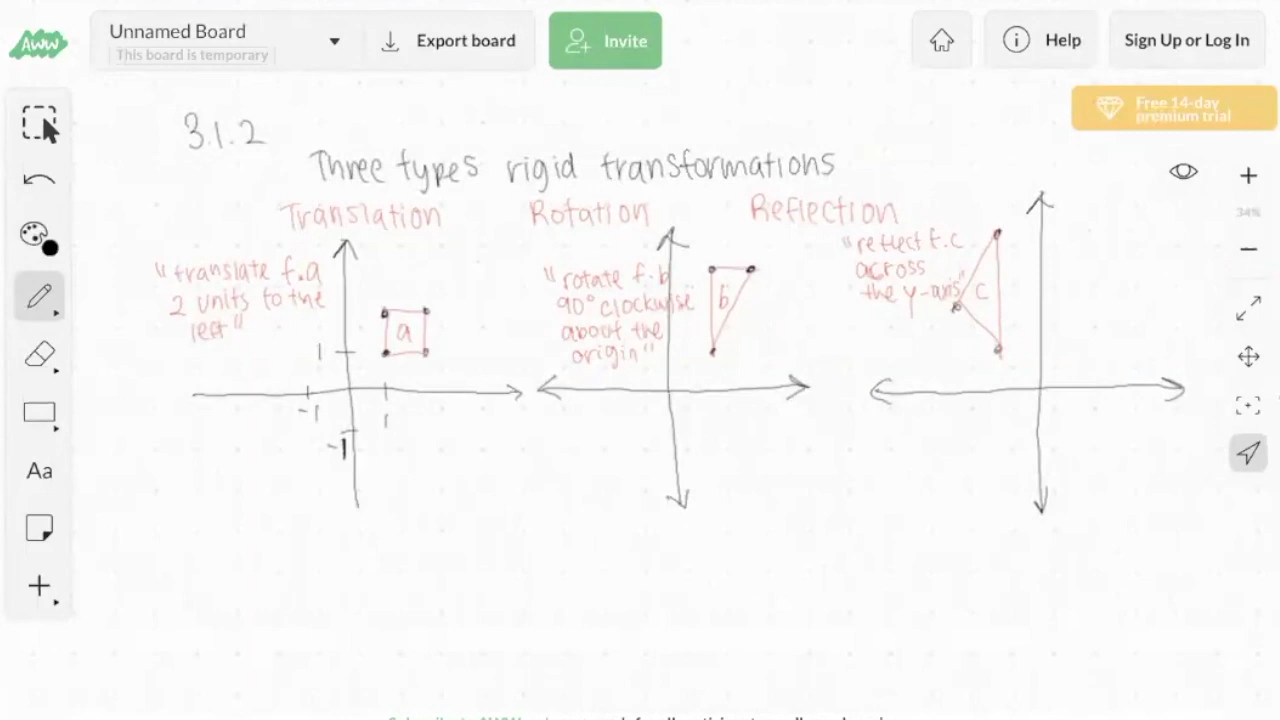 AWW
Unnamed Board
This board is temporary
Export board
Invite
Help
Sign Up or Log In
Free 14-day
premium trial
34%
Aa
3.1.2
Three types rigid transformations
Translation
"translate f.a
2 units to the
left"
a
1
-1
1
-1
Rotation
"rotate f.b
90° clockwise
about the
origin"
b
Reflection
"reflect f.c
across
the y-axis"
c